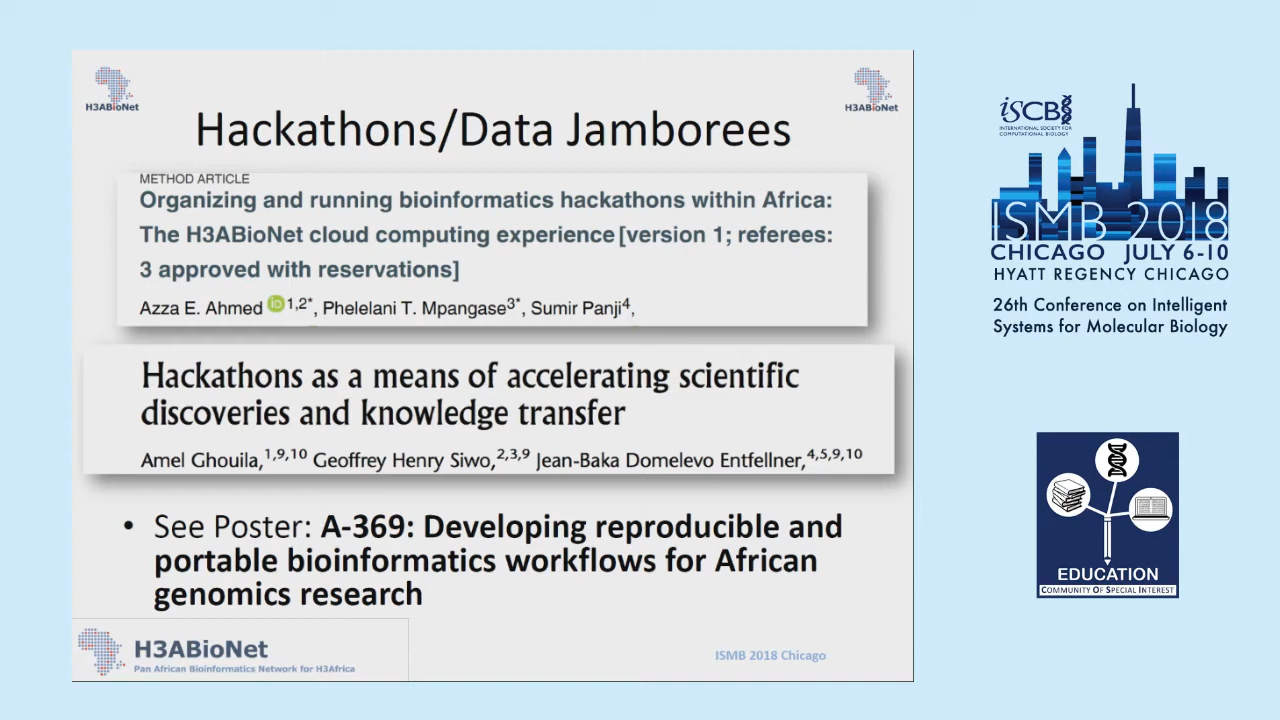 H3ABioNet
H3ABioNet
Hackathons/Data Jamborees
METHOD ARTICLE
Organizing and running bioinformatics hackathons within Africa:
The H3ABioNet cloud computing experience [version 1; referees:
3 approved with reservations]
Azza E. Ahmed iD 1,2*, Phelelani T. Mpangase3*, Sumir Panji4,
Hackathons as a means of accelerating scientific
discoveries and knowledge transfer
Amel Ghouila,1,9,10 Geoffrey Henry Siwo,2,3,9 Jean-Baka Domelevo Entfellner,4,5,9,10
• See Poster: A-369: Developing reproducible and
portable bioinformatics workflows for African
genomics research
H3ABioNet
Pan African Bioinformatics Network for H3Africa
ISMB 2018 Chicago
iSCB
INTERNATIONAL SOCIETY FOR
COMPUTATIONAL BIOLOGY
ISMB 2018
CHICAGO JULY 6-10
HYATT REGENCY CHICAGO
26th Conference on Intelligent
Systems for Molecular Biology
EDUCATION
COMMUNITY OF SPECIAL INTEREST